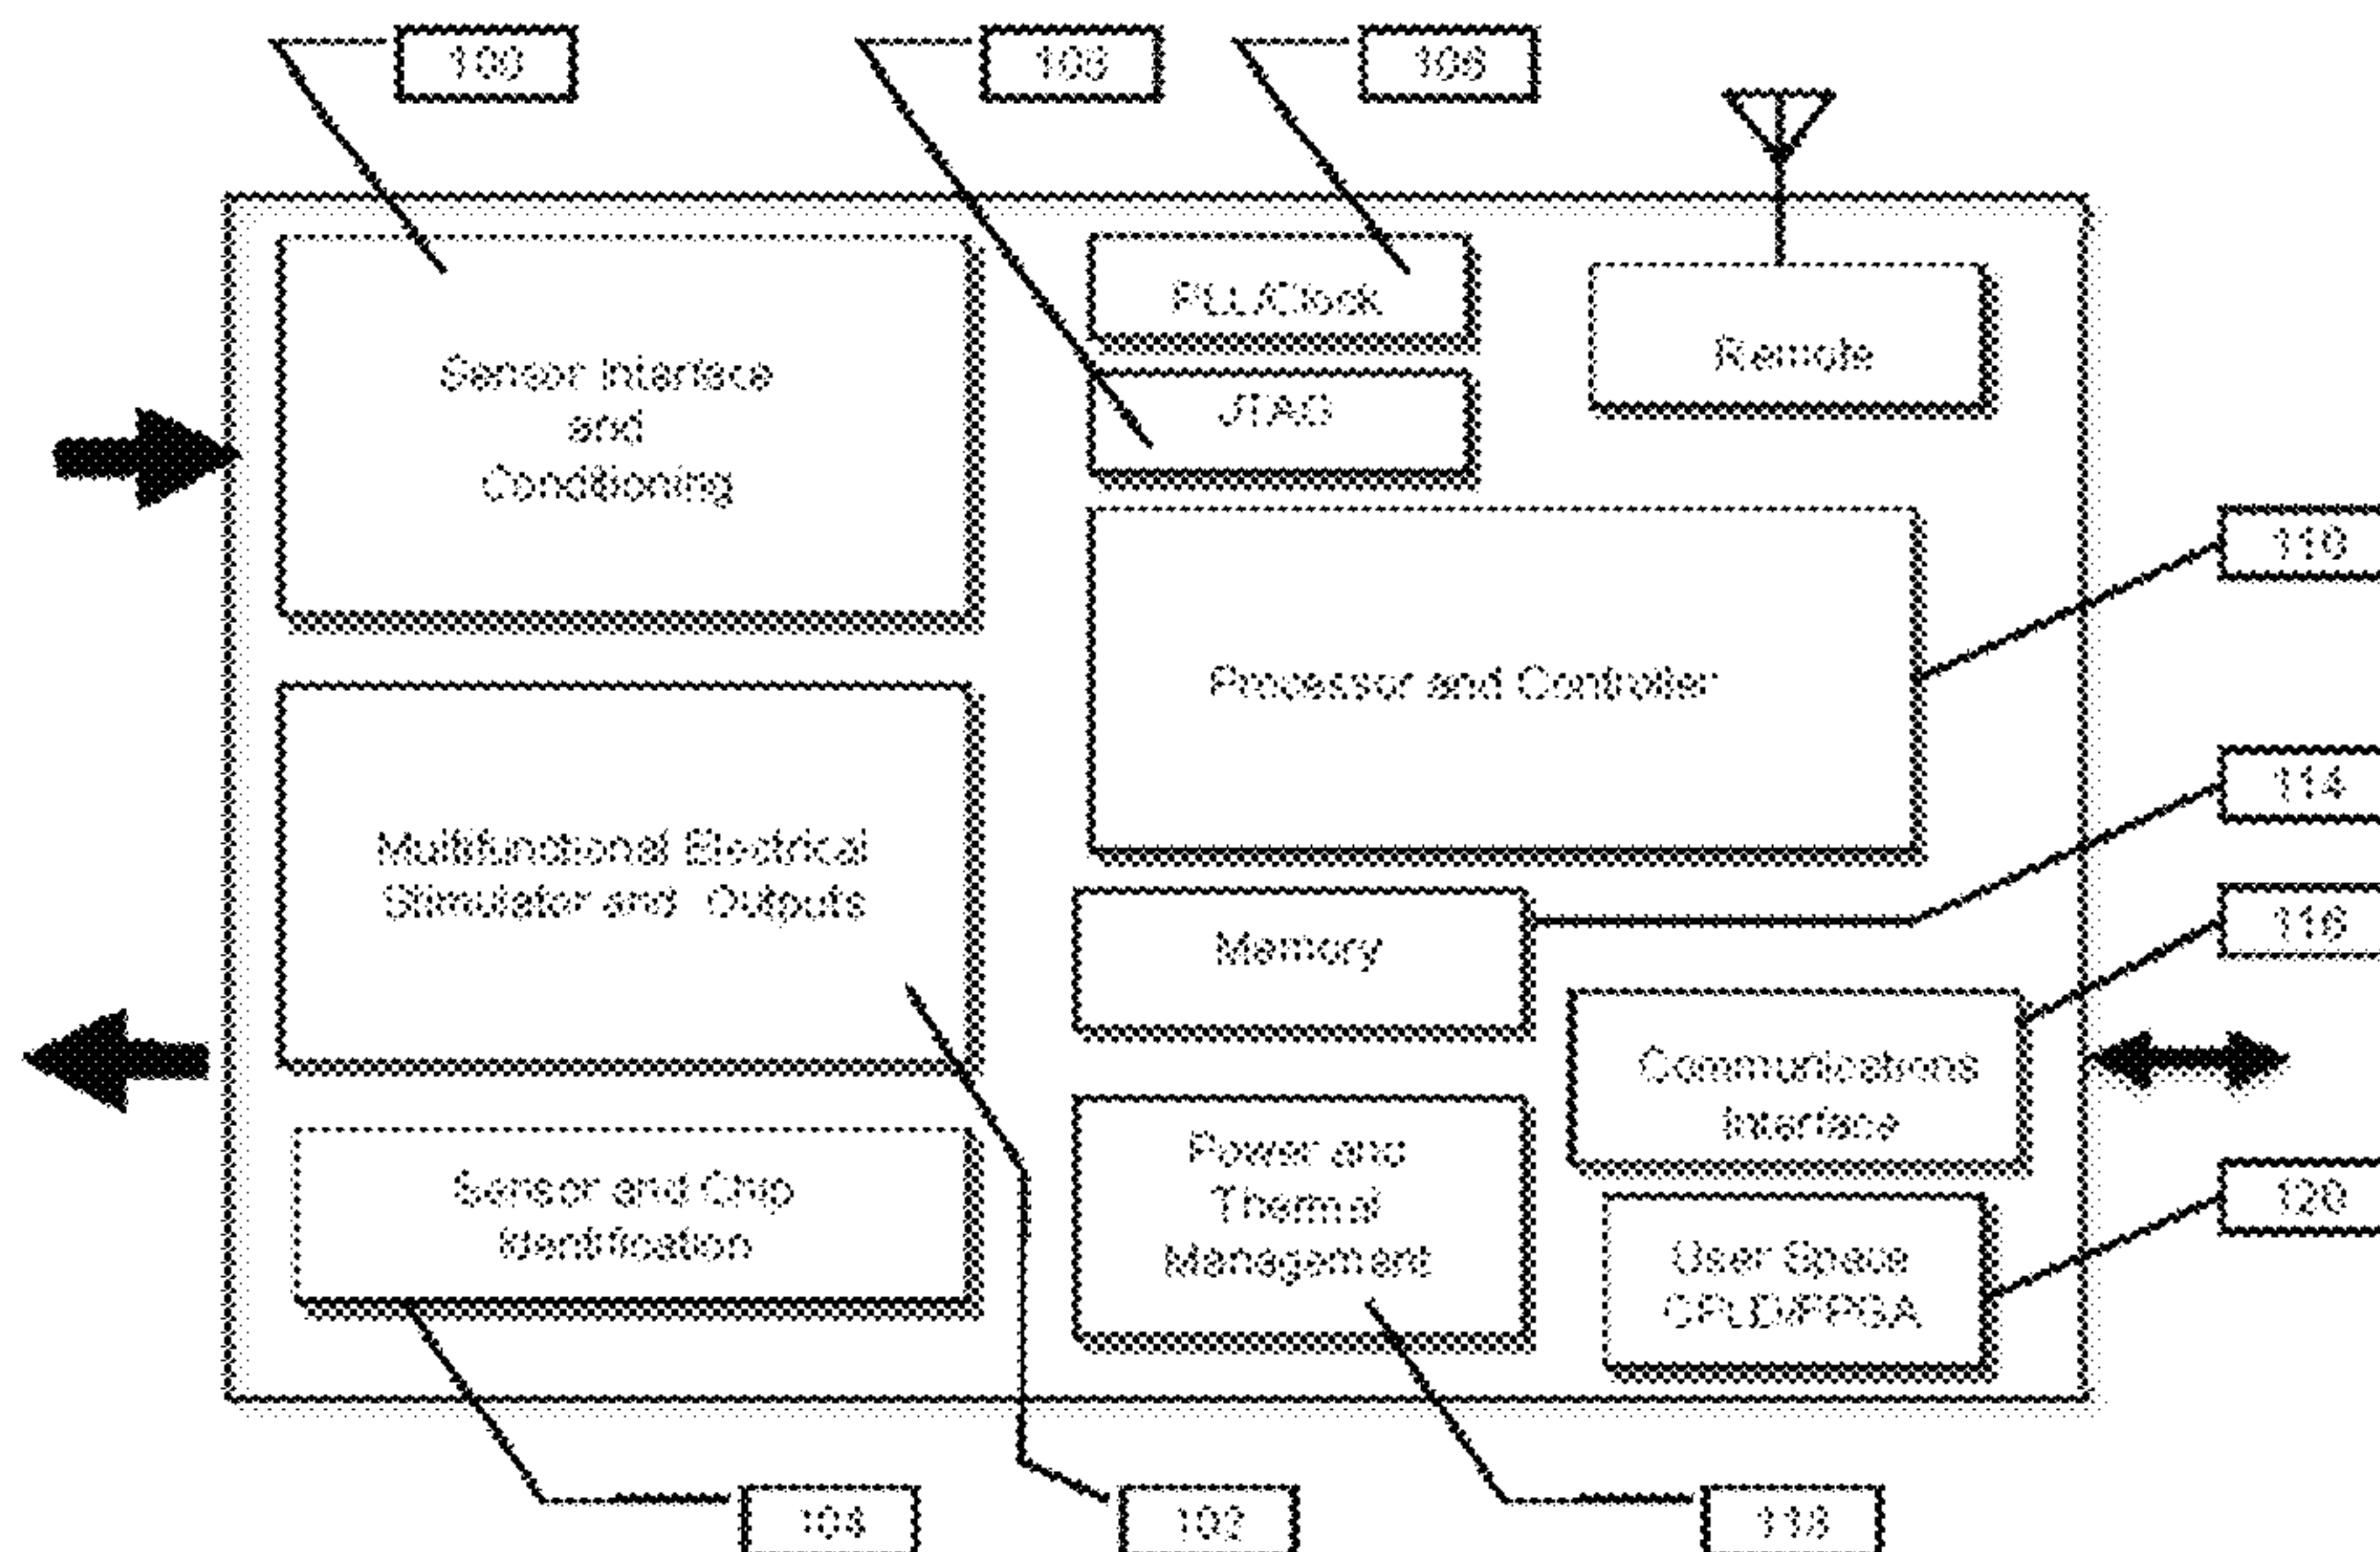 100
106
Sensor Interface
and
Conditioning
PLL/Clock
JTAG
Remote
110
Processor and Controller
114
Multifunctional Electrical
Stimulator and Outputs
Memory
116
Communications
Interface
Sensor and Chip
Identification
Power and
Thermal
Management
120
User Space
CPLD/FPGA
104
102
118